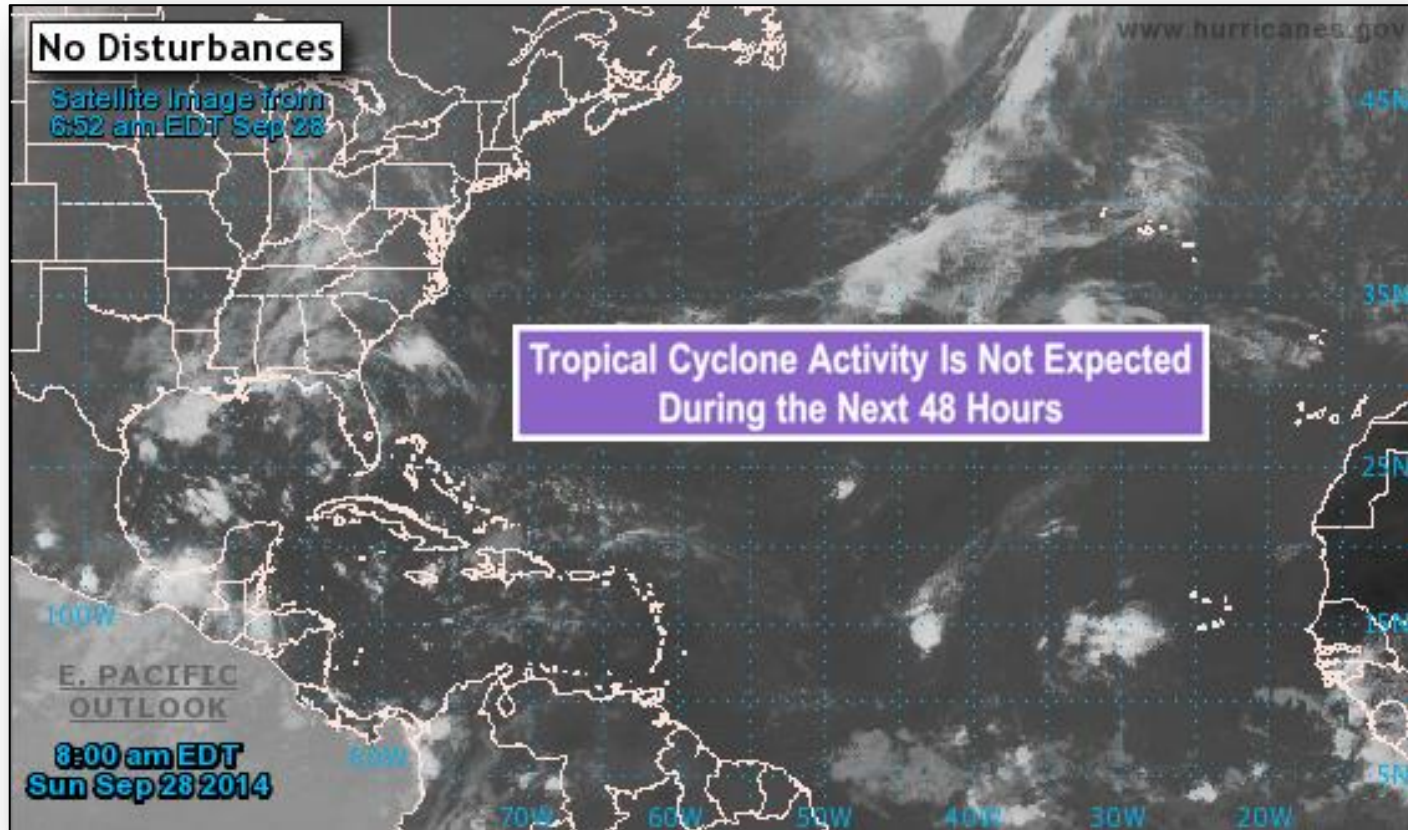 No Disturbances
www.hurricanes.gov
Satellite Image from
6:52 am EDT Sep 28
45N
35N
Tropical Cyclone Activity Is Not Expected
During the Next 48 Hours
25N
100W
15N
E. PACIFIC
OUTLOOK
8:00 am EDT
Sun Sep 28 2014
80W
5N
70W
60W
50W
40W
30W
20W